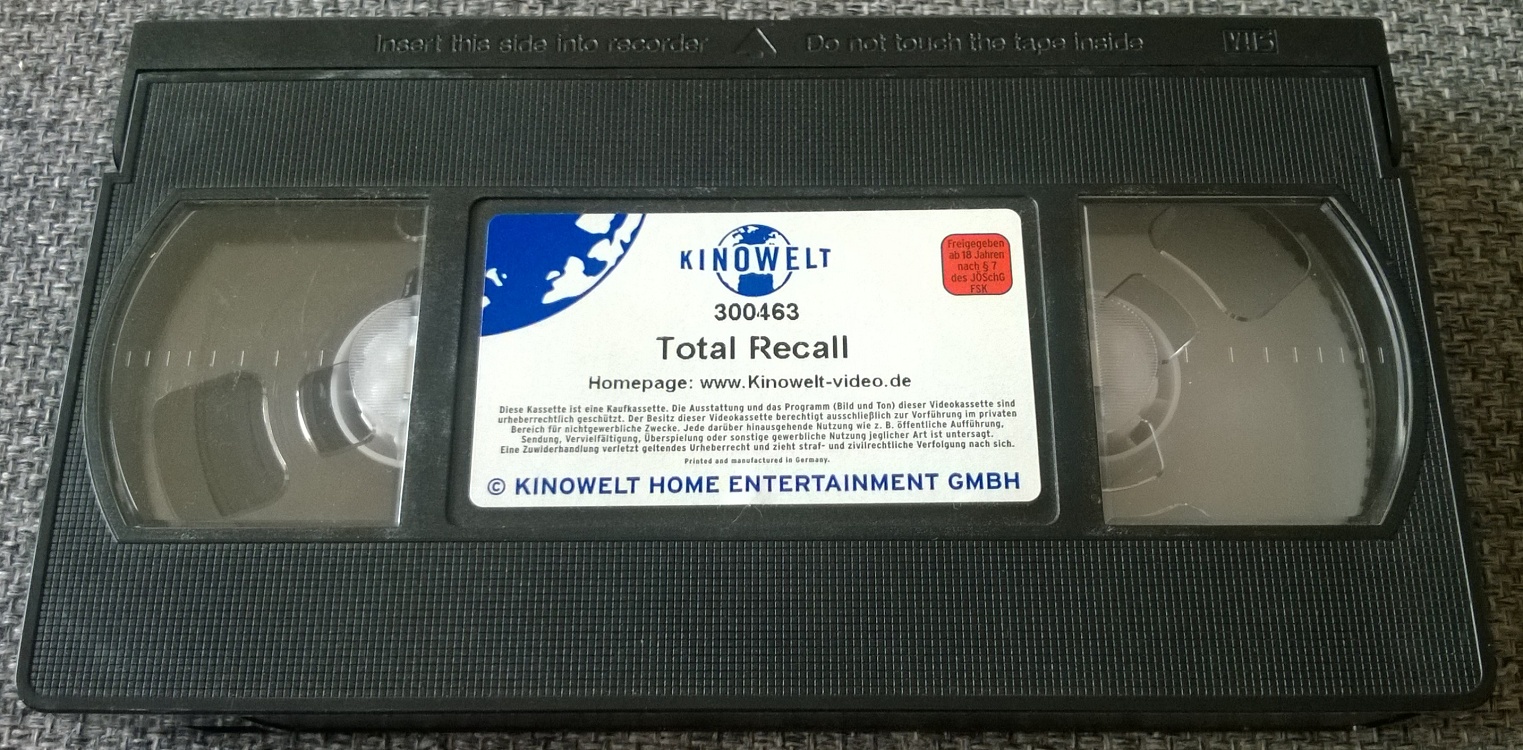 Insert this side into recorder Do not touch the tape inside VHS
KINOWELT
Freigegeben
ab 18 Jahren
nach § 7
des JÖSchG
FSK
300463
Total Recall
Homepage: www.Kinowelt-video.de
Diese Kassette ist eine Kaufkassette. Die Ausstattung und das Programm (Bild und Ton) dieser Videokassette sind
urheberrechtlich geschützt. Der Besitz dieser Videokassette berechtigt ausschließlich zur Vorführung im privaten
Bereich für nichtgewerbliche Zwecke. Jede darüber hinausgehende Nutzung wie z. B. öffentliche Aufführung,
Sendung, Vervielfältigung, Überspielung oder sonstige gewerbliche Nutzung jeglicher Art ist untersagt.
Eine Zuwiderhandlung verletzt geltendes Urheberrecht und zieht straf- und zivilrechtliche Verfolgung nach sich.
Printed and manufactured in Germany.
© KINOWELT HOME ENTERTAINMENT GMBH